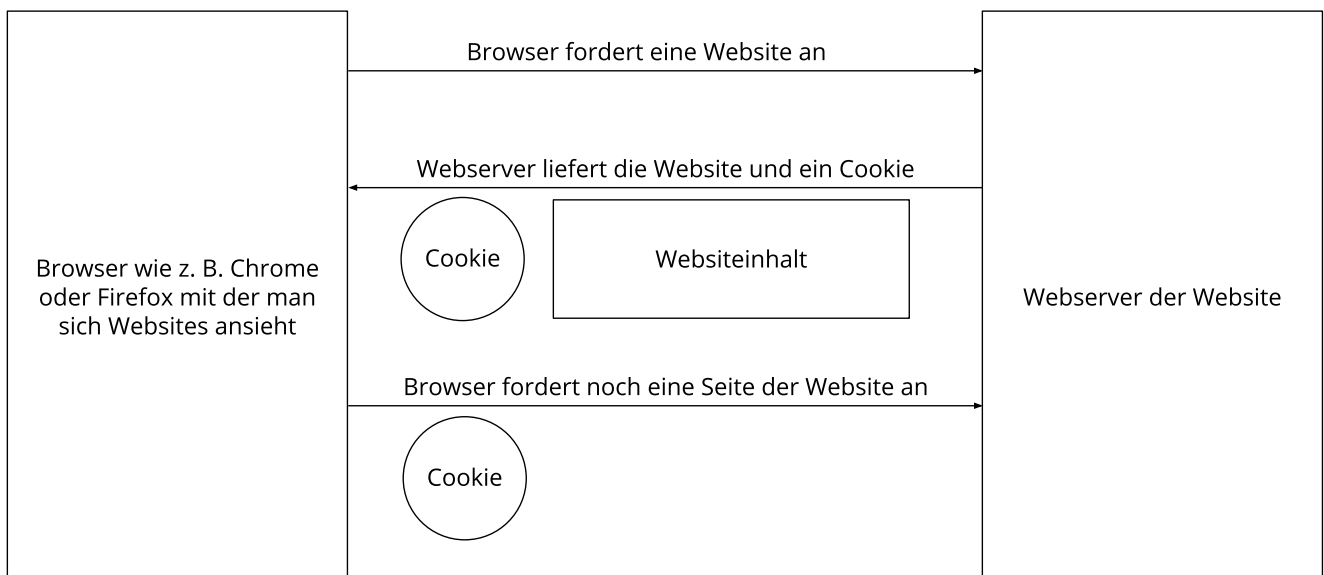 Browser fordert eine Website an
Webserver liefert die Website und ein Cookie
Cookie
Websiteinhalt
Browser wie z. B. Chrome
oder Firefox mit der man
sich Websites ansieht
Webserver der Website
Browser fordert noch eine Seite der Website an
Cookie